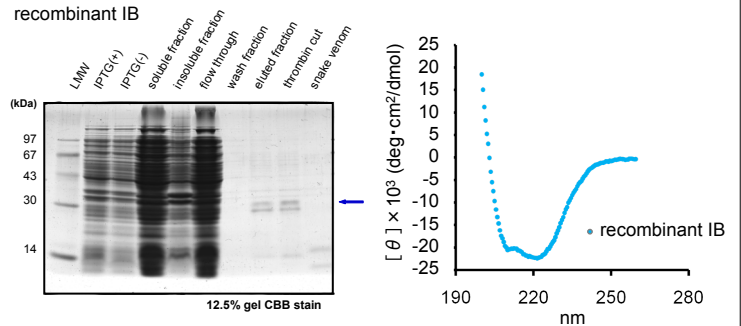 recombinant IB
LMW
IPTG(+)
IPTG(-)
soluble fraction
insoluble fraction
flow through
wash fraction
eluted fraction
thrombin cut
snake venom
(kDa)
97
67
43
30
14
12.5% gel CBB stain
[θ] × 10³ (deg・cm²/dmol)
25
20
15
10
5
0
-5
-10
-15
-20
-25
recombinant IB
190
220
250
280
nm